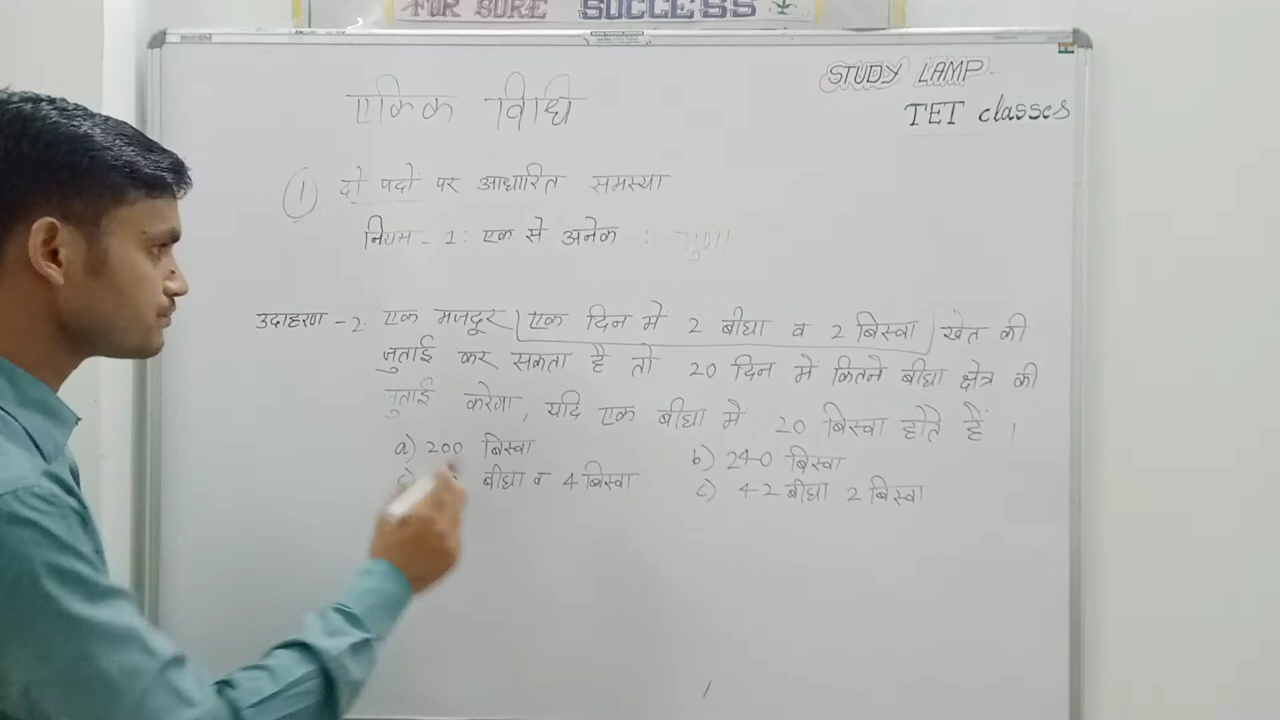 FOR SURE SUCCESS
STUDY LAMP
TET classes
एकिक विधि
① दो पदों पर आधारित समस्या
नियम - 1: एक से अनेक : गुणा
उदाहरण - 2. एक मजदूर (एक दिन में 2 बीघा व 2 बिस्वा) खेत की
जुताई कर सकता है तो 20 दिन में कितने बीघा क्षेत्र की
जुताई करेगा, यदि एक बीघा में 20 बिस्वा होते हैं ।
a) 200 बिस्वा b) 240 बिस्वा
c) बीघा व 4 बिस्वा c) 42 बीघा 2 बिस्वा